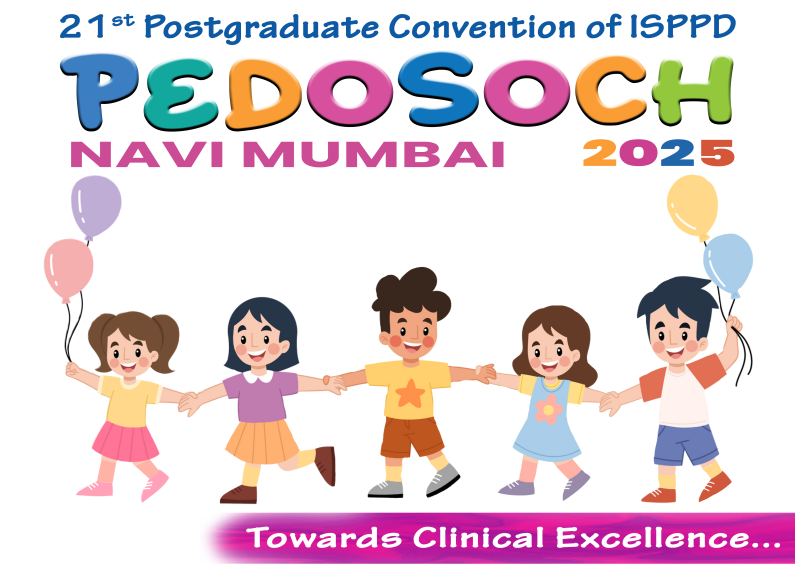 21st Postgraduate Convention of ISPPD
PEDOSOCH
NAVI MUMBAI 2025
Towards Clinical Excellence...